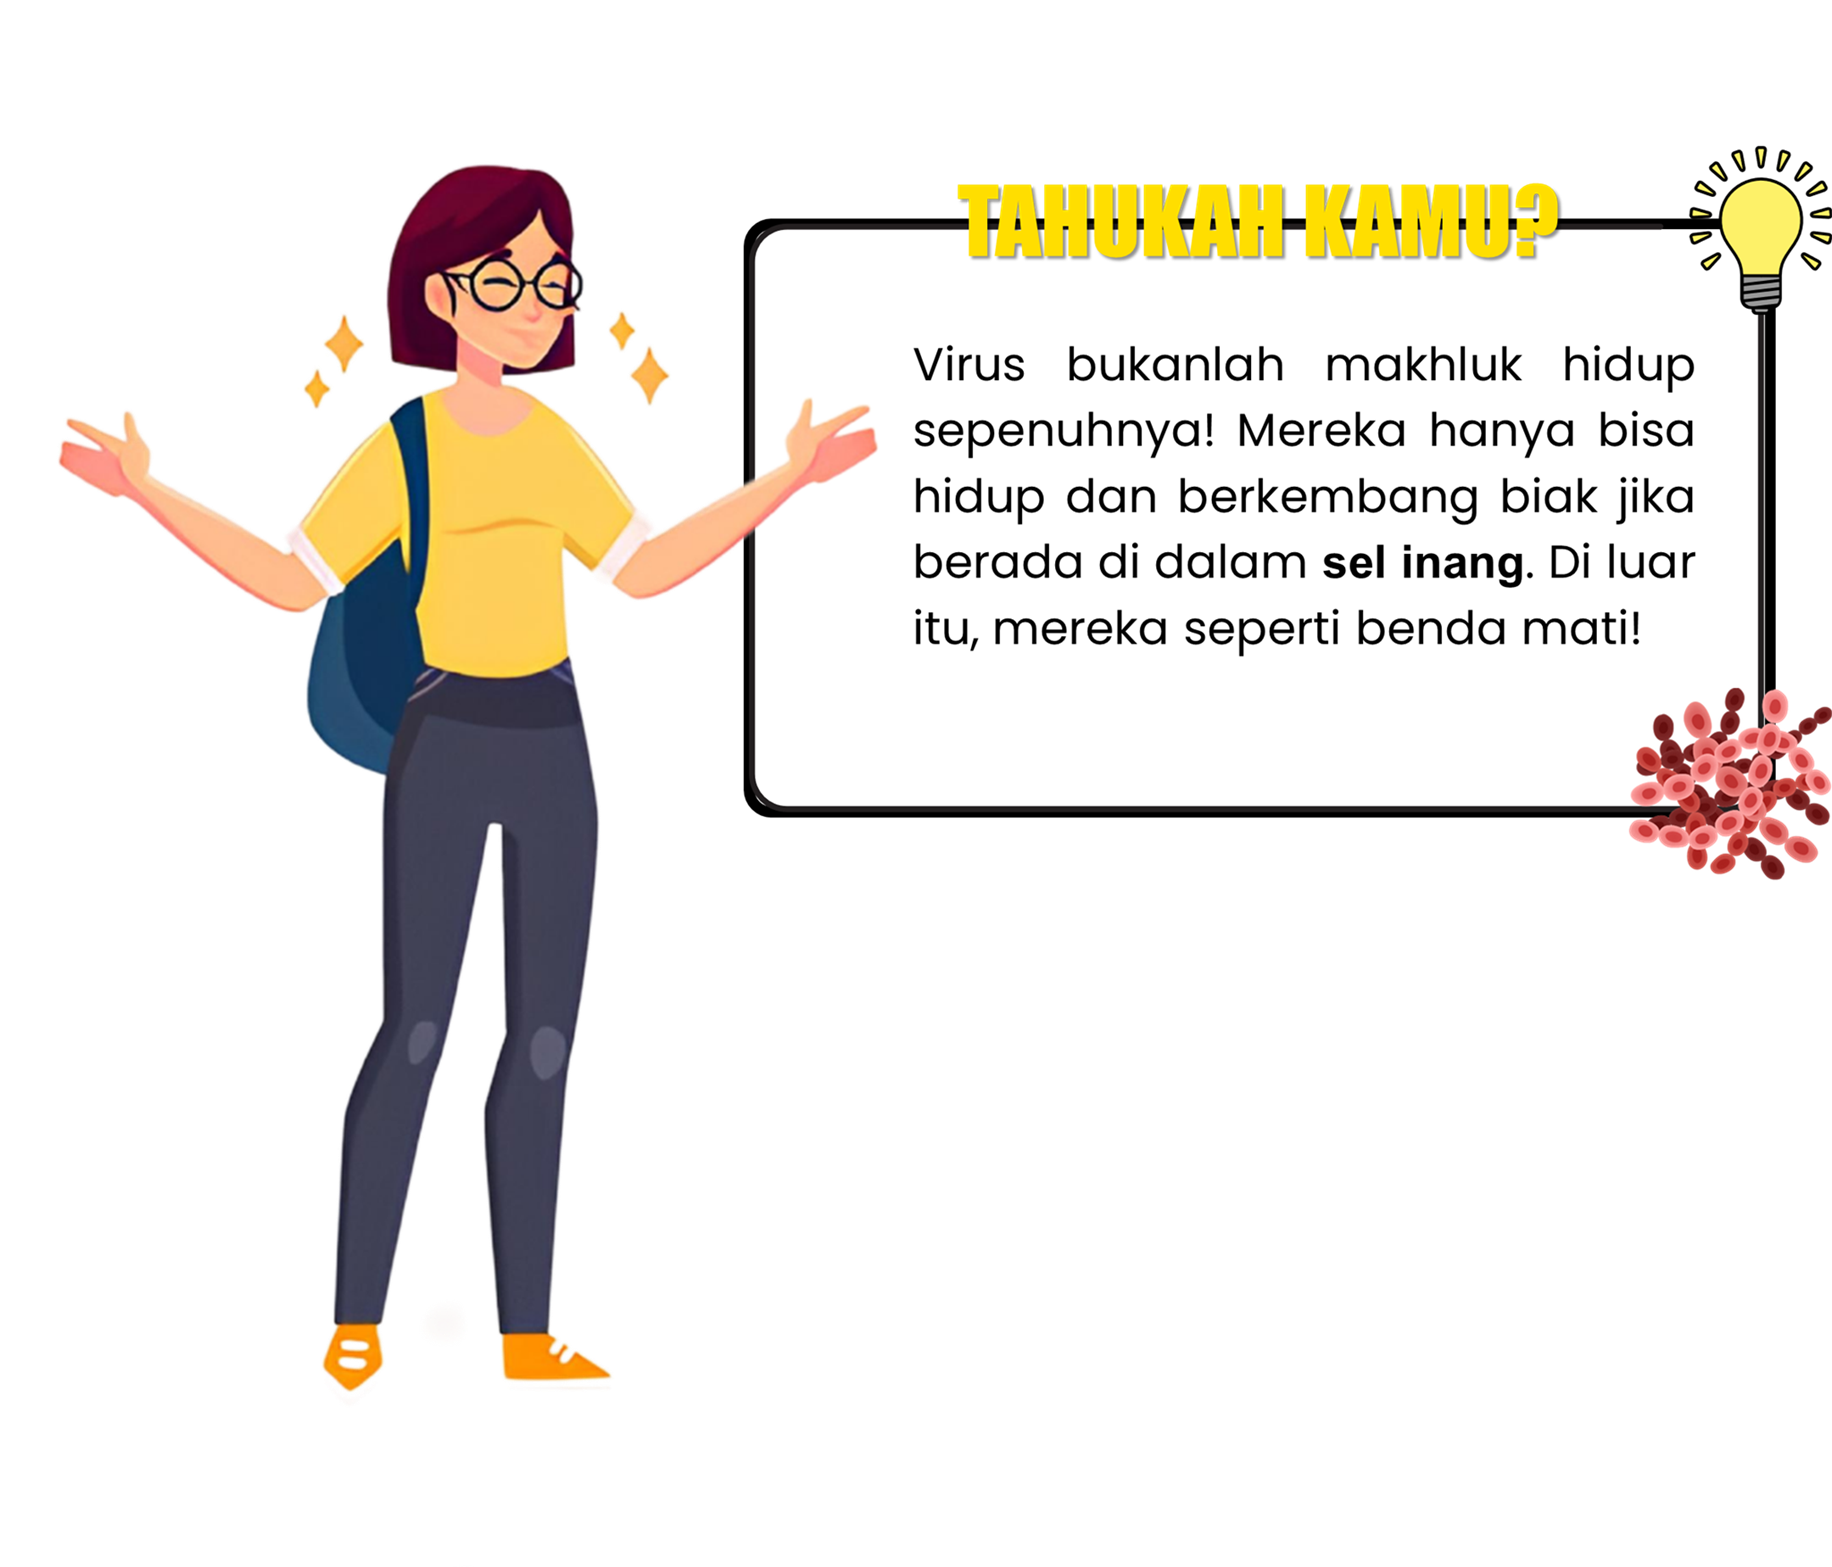 TAHUKAH KAMU?
Virus bukanlah makhluk hidup
sepenuhnya! Mereka hanya bisa
hidup dan berkembang biak jika
berada di dalam sel inang. Di luar
itu, mereka seperti benda mati!